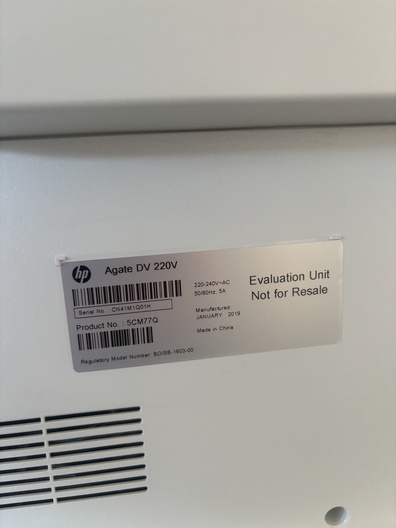 hp
Agate DV 220V
Serial No. CN41M1Q01H
Product No. : 5CM77Q
Regulatory Model Number: BOISB-1603-00
220-240V~AC
50/60Hz, 5A
Manufactured:
JANUARY 2019
Made in China
Evaluation Unit
Not for Resale